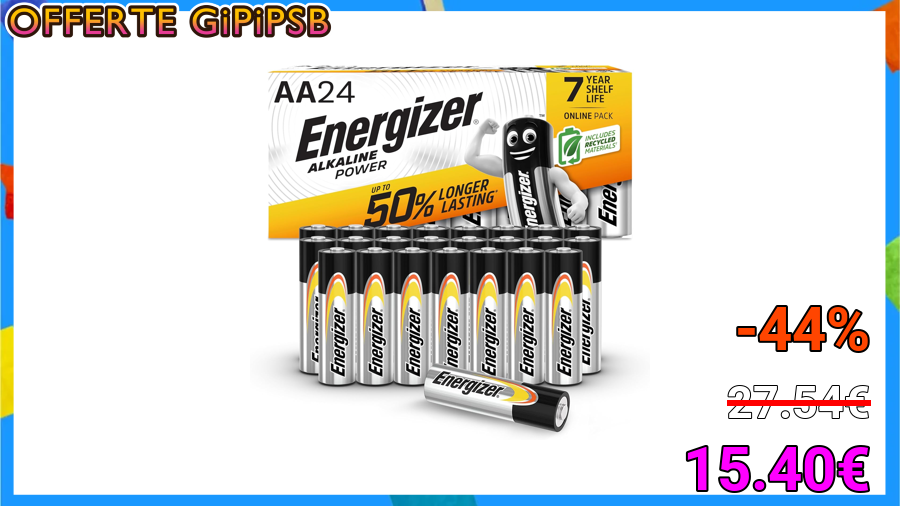 OFFERTE GiPiPSB
AA24
Energizer®
ALKALINE
POWER
UP TO
50% LONGER
LASTING*
7 YEAR
SHELF
LIFE
ONLINE PACK
INCLUDES
RECYCLED
MATERIALS
Energizer
Energizer
Energizer
Energizer
Energizer
Energizer
Energizer
Energizer
Energizer
-44%
27.54€
15.40€